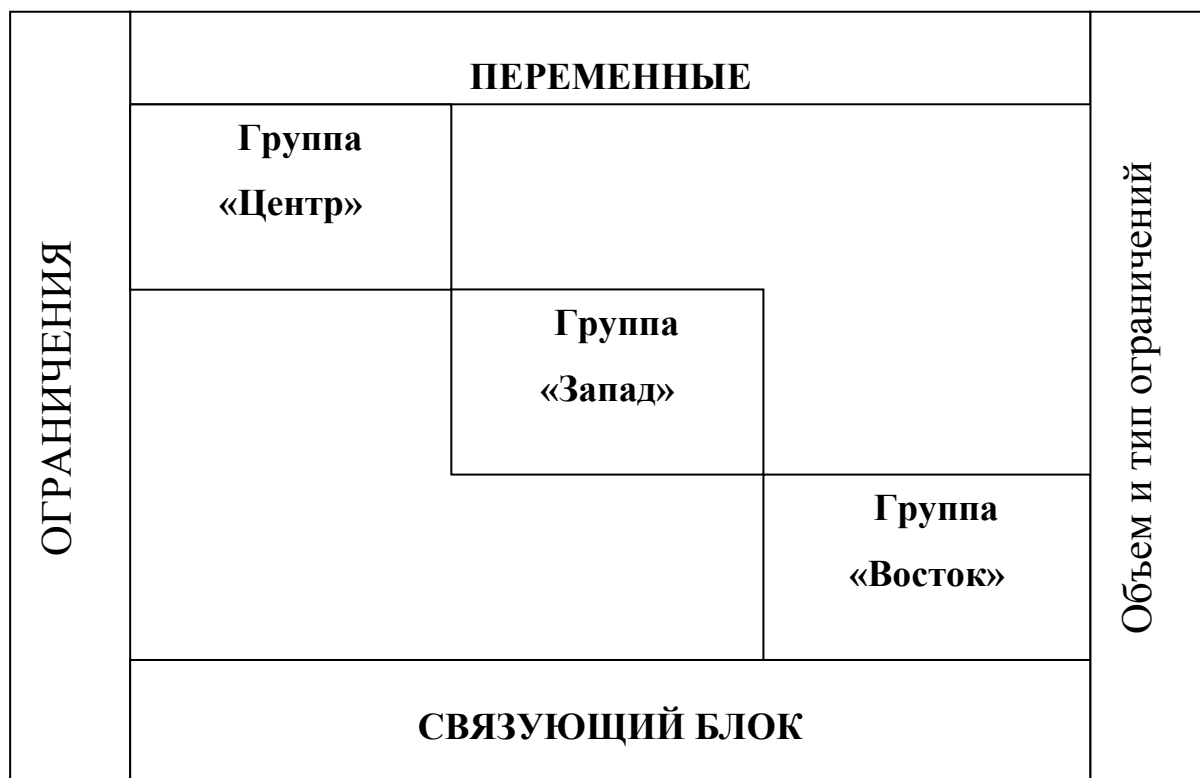 ПЕРЕМЕННЫЕ
Группа
«Центр»
Группа
«Запад»
Группа
«Восток»
СВЯЗУЮЩИЙ БЛОК
ОГРАНИЧЕНИЯ
Объем и тип ограничений